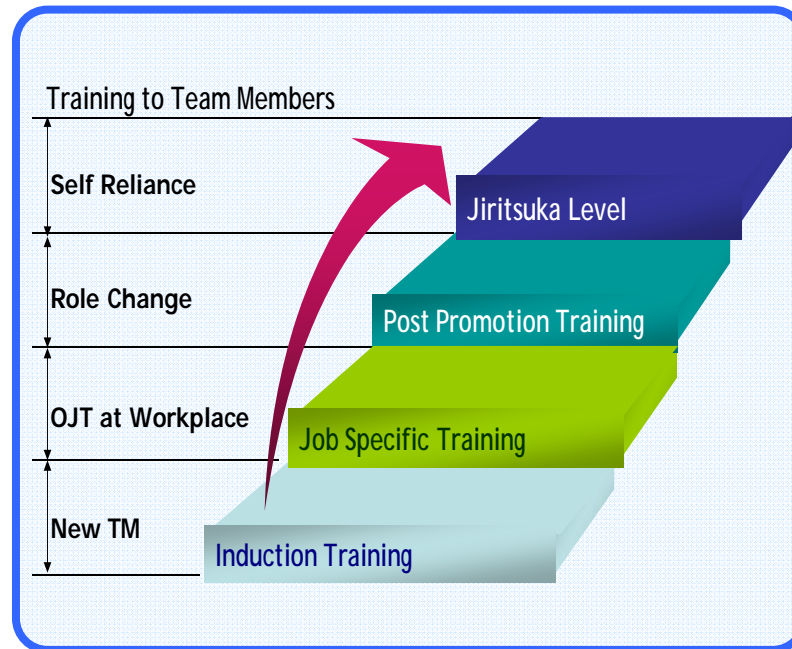 Training to Team Members
Self Reliance
Jiritsuka Level
Role Change
Post Promotion Training
OJT at Workplace
Job Specific Training
New TM
Induction Training